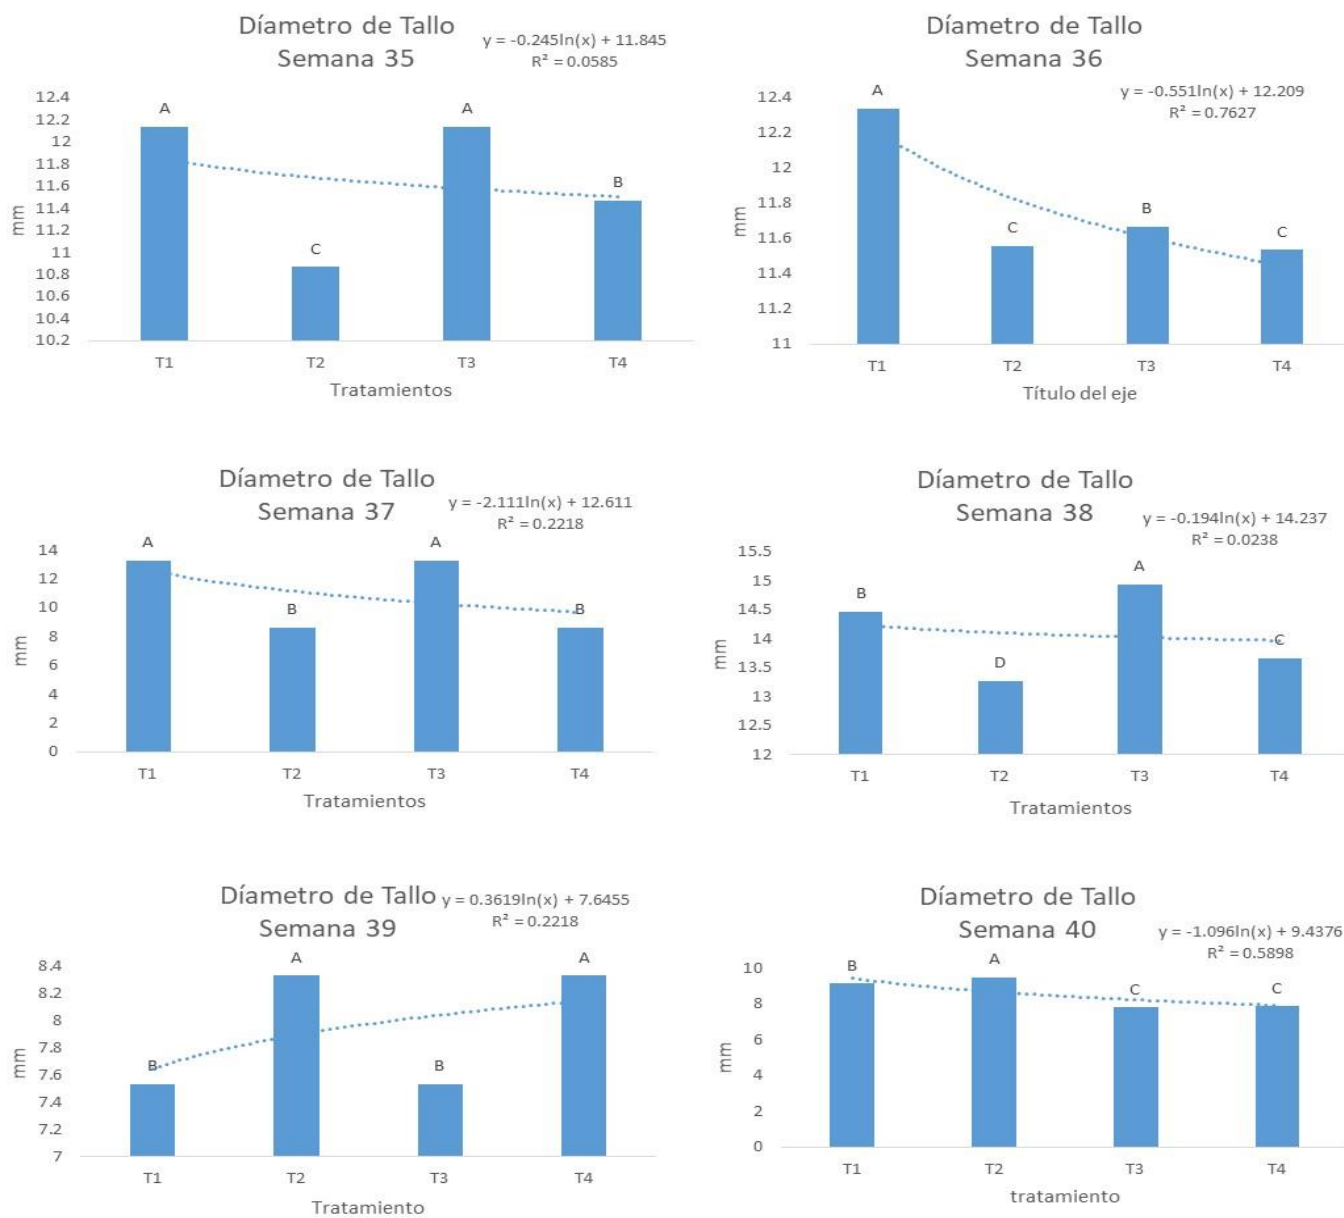 Díametro de Tallo
Semana 35
y = -0.245ln(x) + 11.845
R² = 0.0585
12.4
12.2
12
11.8
11.6
11.4
11.2
11
10.8
10.6
10.4
10.2
mm
A
C
A
B
T1
T2
T3
T4
Tratamientos
Díametro de Tallo
Semana 36
y = -0.551ln(x) + 12.209
R² = 0.7627
12.4
12.2
12
11.8
11.6
11.4
11.2
11
mm
A
C
B
C
T1
T2
T3
T4
Título del eje
Díametro de Tallo
Semana 37
y = -2.111ln(x) + 12.611
R² = 0.2218
14
12
10
8
6
4
2
0
mm
A
B
A
B
T1
T2
T3
T4
Tratamientos
Díametro de Tallo
Semana 38
y = -0.194ln(x) + 14.237
R² = 0.0238
15.5
15
14.5
14
13.5
13
12.5
12
mm
B
D
A
C
T1
T2
T3
T4
Tratamientos
Díametro de Tallo
Semana 39
y = 0.3619ln(x) + 7.6455
R² = 0.2218
8.4
8.2
8
7.8
7.6
7.4
7.2
7
mm
B
A
B
A
T1
T2
T3
T4
Tratamiento
Díametro de Tallo
Semana 40
y = -1.096ln(x) + 9.4376
R² = 0.5898
10
8
6
4
2
0
mm
B
A
C
C
T1
T2
T3
T4
tratamiento